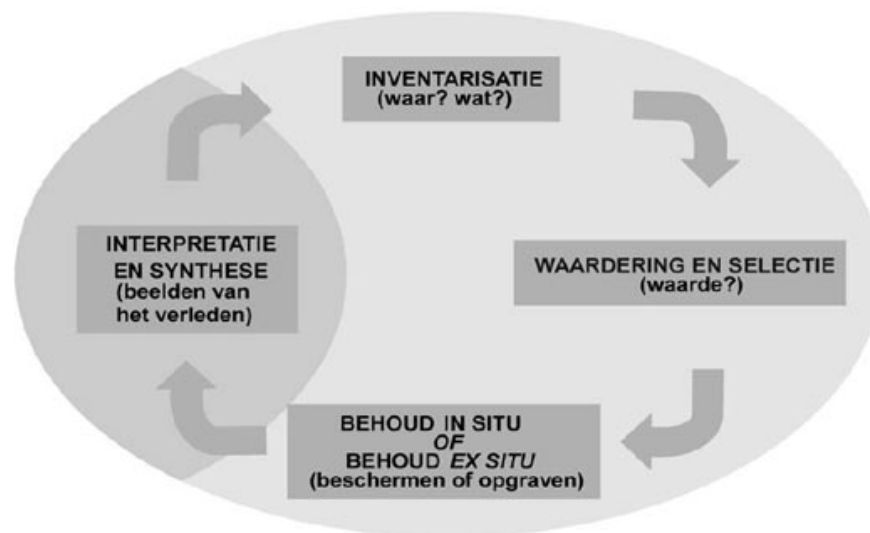 INVENTARISATIE
(waar? wat?)
WAARDERING EN SELECTIE
(waarde?)
BEHOUD IN SITU
OF
BEHOUD EX SITU
(beschermen of opgraven)
INTERPRETATIE
EN SYNTHESE
(beelden van
het verleden)